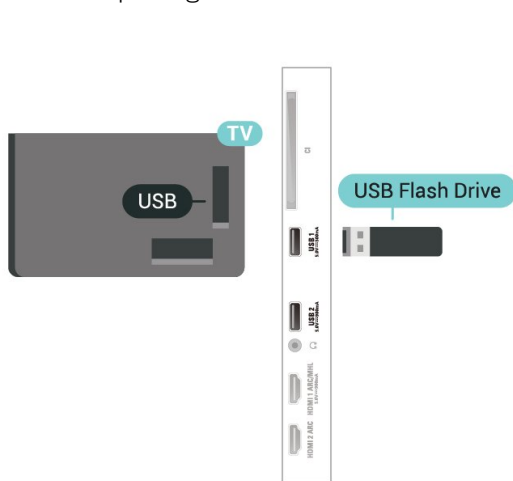 TV
USB
USB Flash Drive
USB 1
USB 2
HDMI 1 ARC/MHL
HDMI 2 ARC